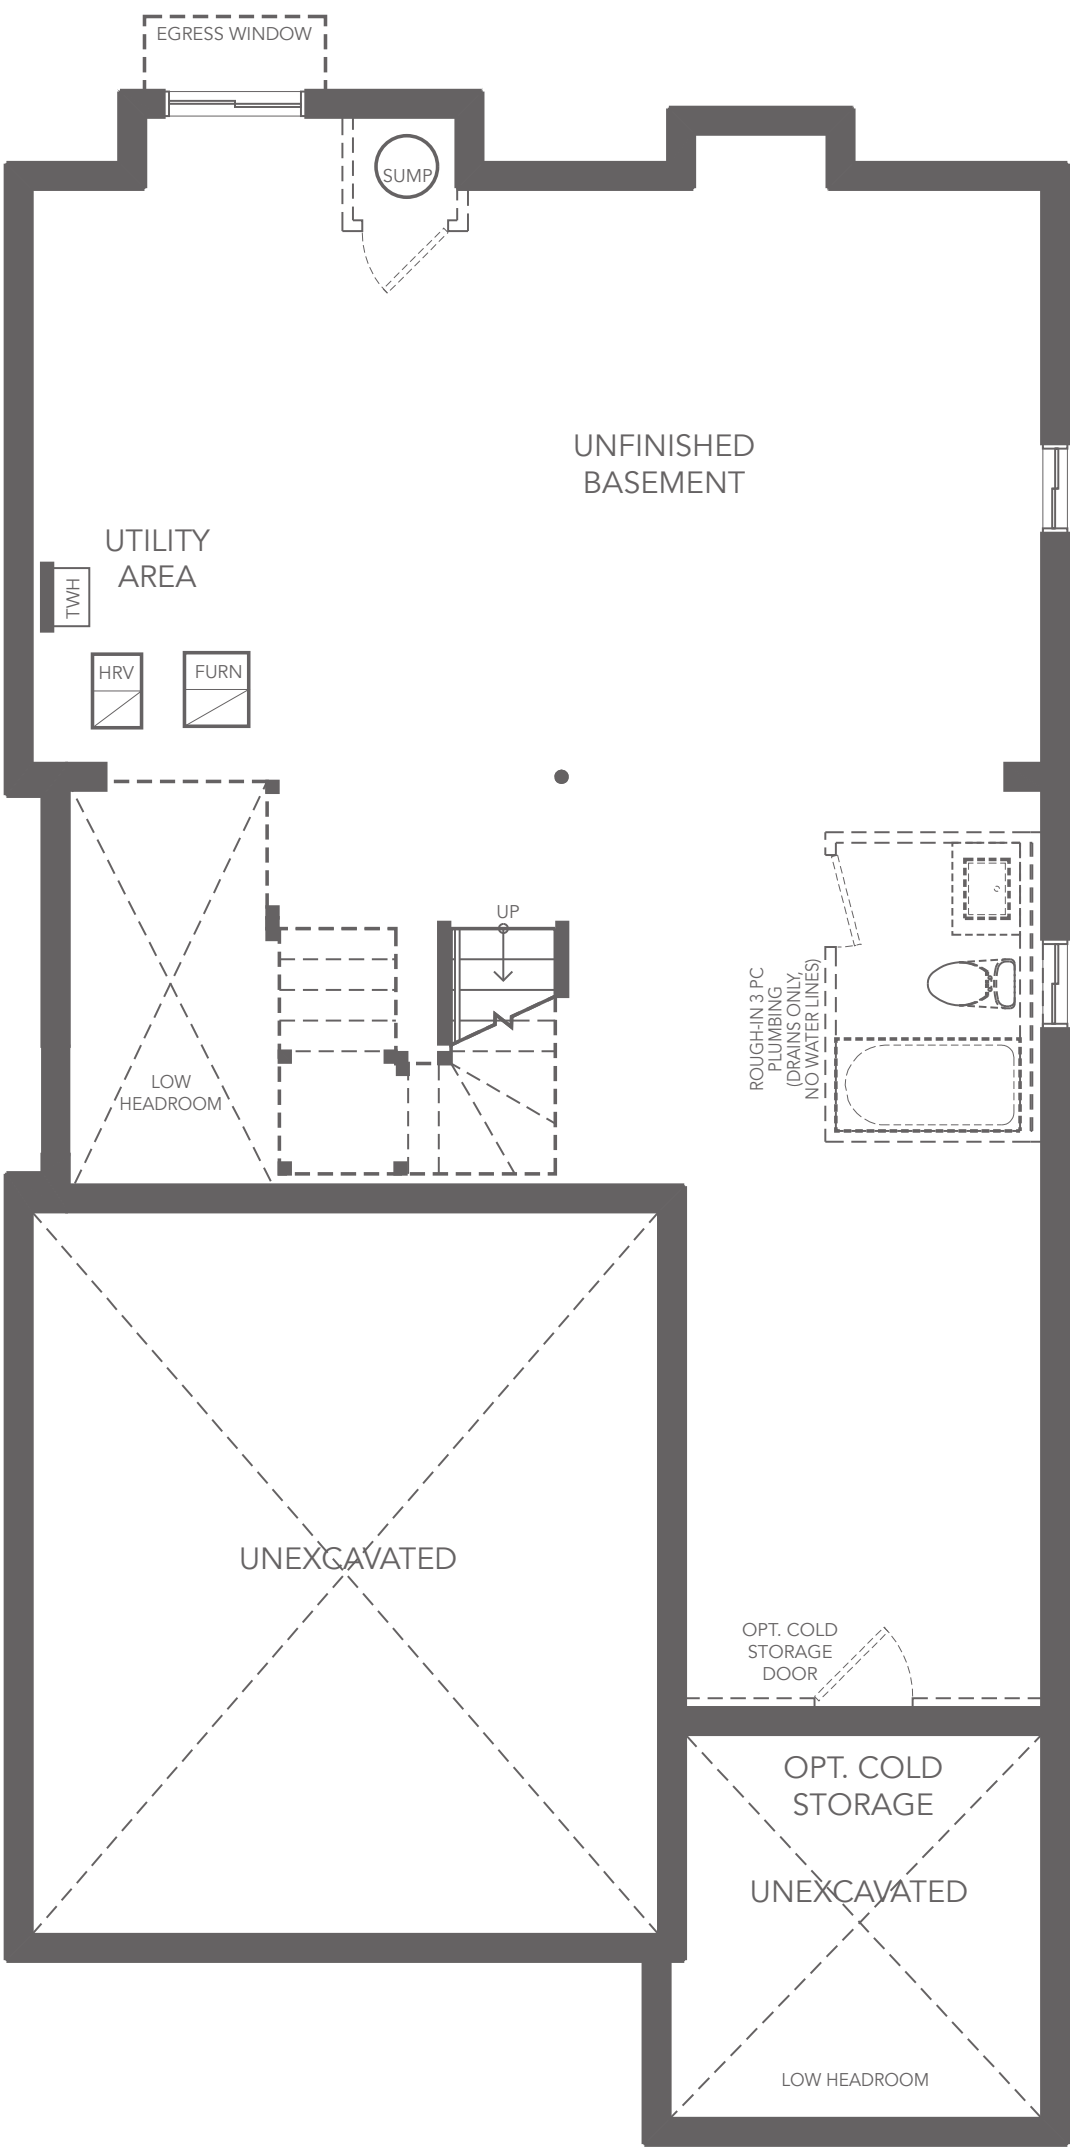 EGRESS WINDOW
SUMP
UNFINISHED
BASEMENT
UTILITY
AREA
TWH
HRV
FURN
UP
ROUGH-IN 3 PC
PLUMBING
(DRAINS ONLY,
NO WATER LINES)
LOW
HEADROOM
UNEXCAVATED
OPT. COLD
STORAGE
DOOR
OPT. COLD
STORAGE
UNEXCAVATED
LOW HEADROOM